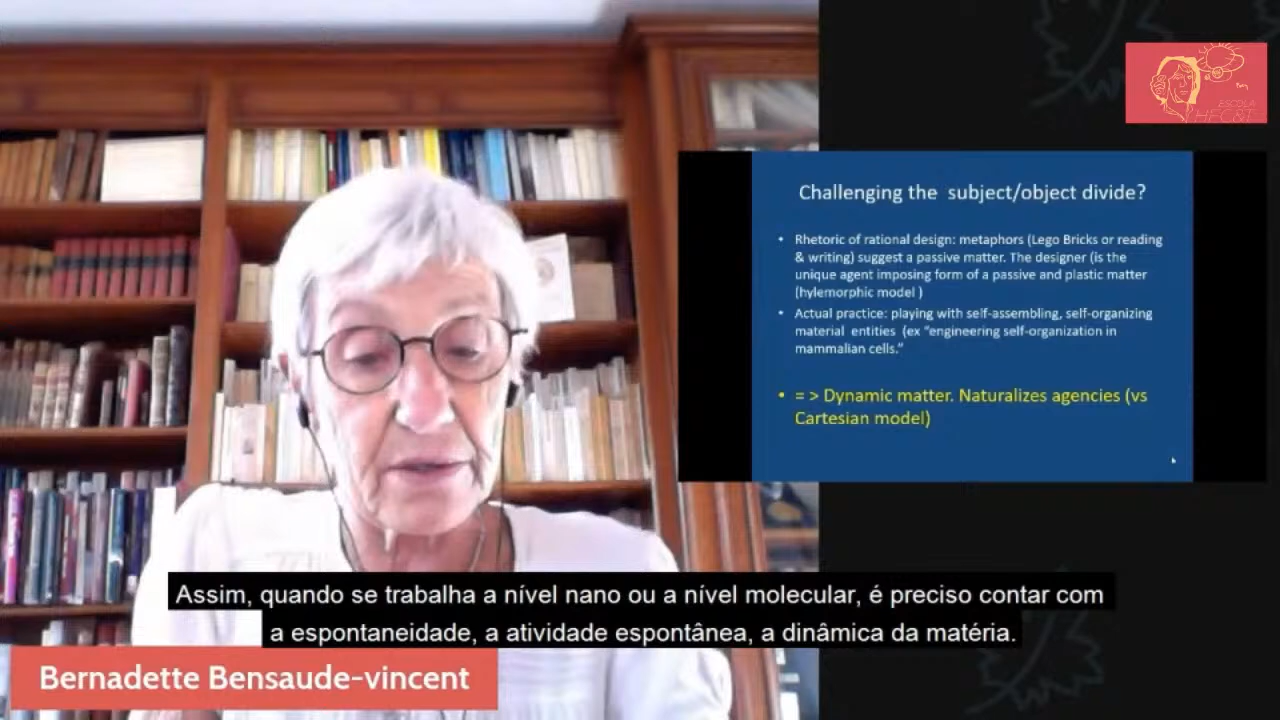 ESCOLA
HFC&T
Challenging the subject/object divide?
• Rhetoric of rational design: metaphors (Lego Bricks or reading
& writing) suggest a passive matter. The designer (is the
unique agent imposing form of a passive and plastic matter
(hylemorphic model )
• Actual practice: playing with self-assembling, self-organizing
material entities (ex “engineering self-organization in
mammalian cells.”
• = > Dynamic matter. Naturalizes agencies (vs
Cartesian model)
Assim, quando se trabalha a nível nano ou a nível molecular, é preciso contar com
a espontaneidade, a atividade espontânea, a dinâmica da matéria.
Bernadette Bensaude-vincent